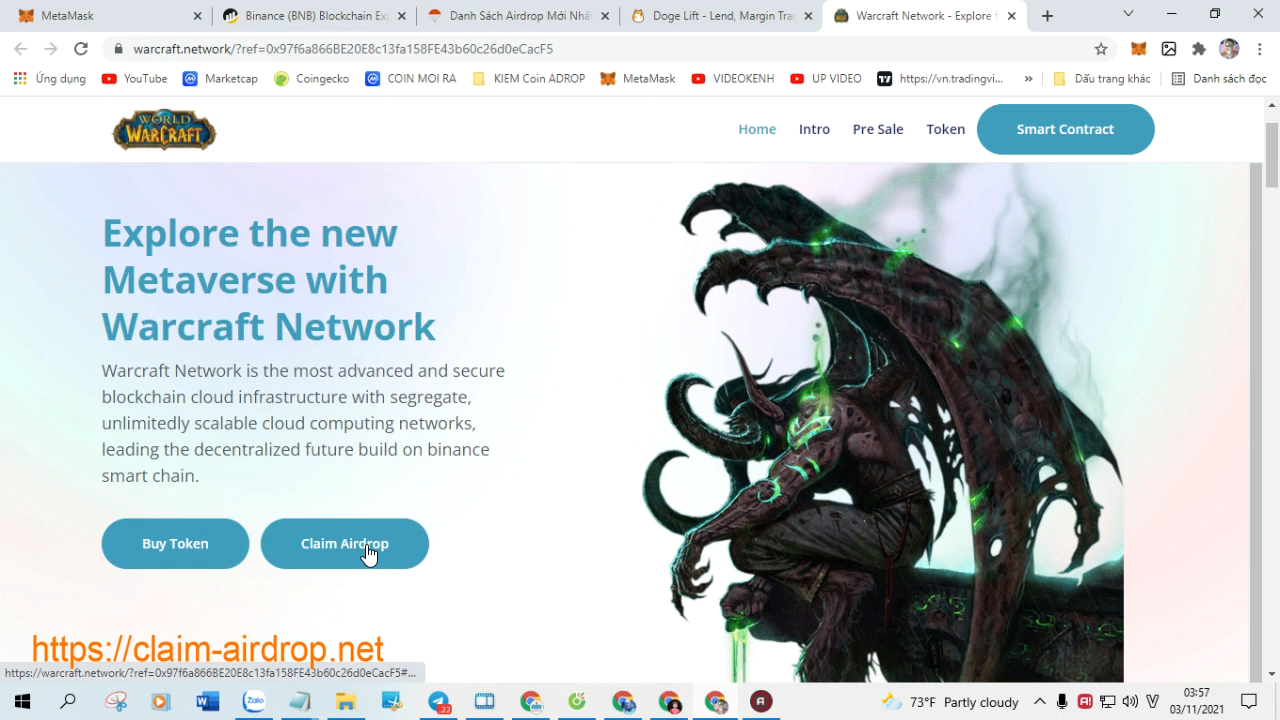 MetaMask
Binance (BNB) Blockchain Exp
Danh Sách Airdrop Mới Nhất
Doge Lift - Lend, Margin Tra
Warcraft Network - Explore t
warcraft.network/?ref=0x97f6a866BE20E8c13fa158FE43b60c26d0eCacF5
Ứng dụng
YouTube
Marketcap
Coingecko
COIN MOI RA
KIEM Coin ADROP
MetaMask
VIDEOKENH
UP VIDEO
https://vn.tradingvi...
»
Dấu trang khác
Danh sách đọc
WORLD
WARCRAFT
Home
Intro
Pre Sale
Token
Smart Contract
Explore the new
Metaverse with
Warcraft Network
Warcraft Network is the most advanced and secure
blockchain cloud infrastructure with segregate,
unlimitedly scalable cloud computing networks,
leading the decentralized future build on binance
smart chain.
Buy Token
Claim Airdrop
https://claim-airdrop.net
https://warcraft.network/?ref=0x97f6a866BE20E8c13fa158FE43b60c26d0eCacF5#...
Zalo
22
73°F Partly cloudy
03:57
03/11/2021